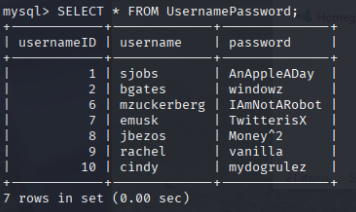 mysql> SELECT * FROM UsernamePassword;
+------------+-------------+---------------+
| usernameID | username    | password      |
+------------+-------------+---------------+
|          1 | sjobs       | AnAppleADay   |
|          2 | bgates      | windowz       |
|          6 | mzuckerberg | IAmNotARobot  |
|          7 | emusk       | TwitterisX    |
|          8 | jbezos      | Money^2       |
|          9 | rachel      | vanilla       |
|         10 | cindy       | mydogrulez    |
+------------+-------------+---------------+
7 rows in set (0.00 sec)